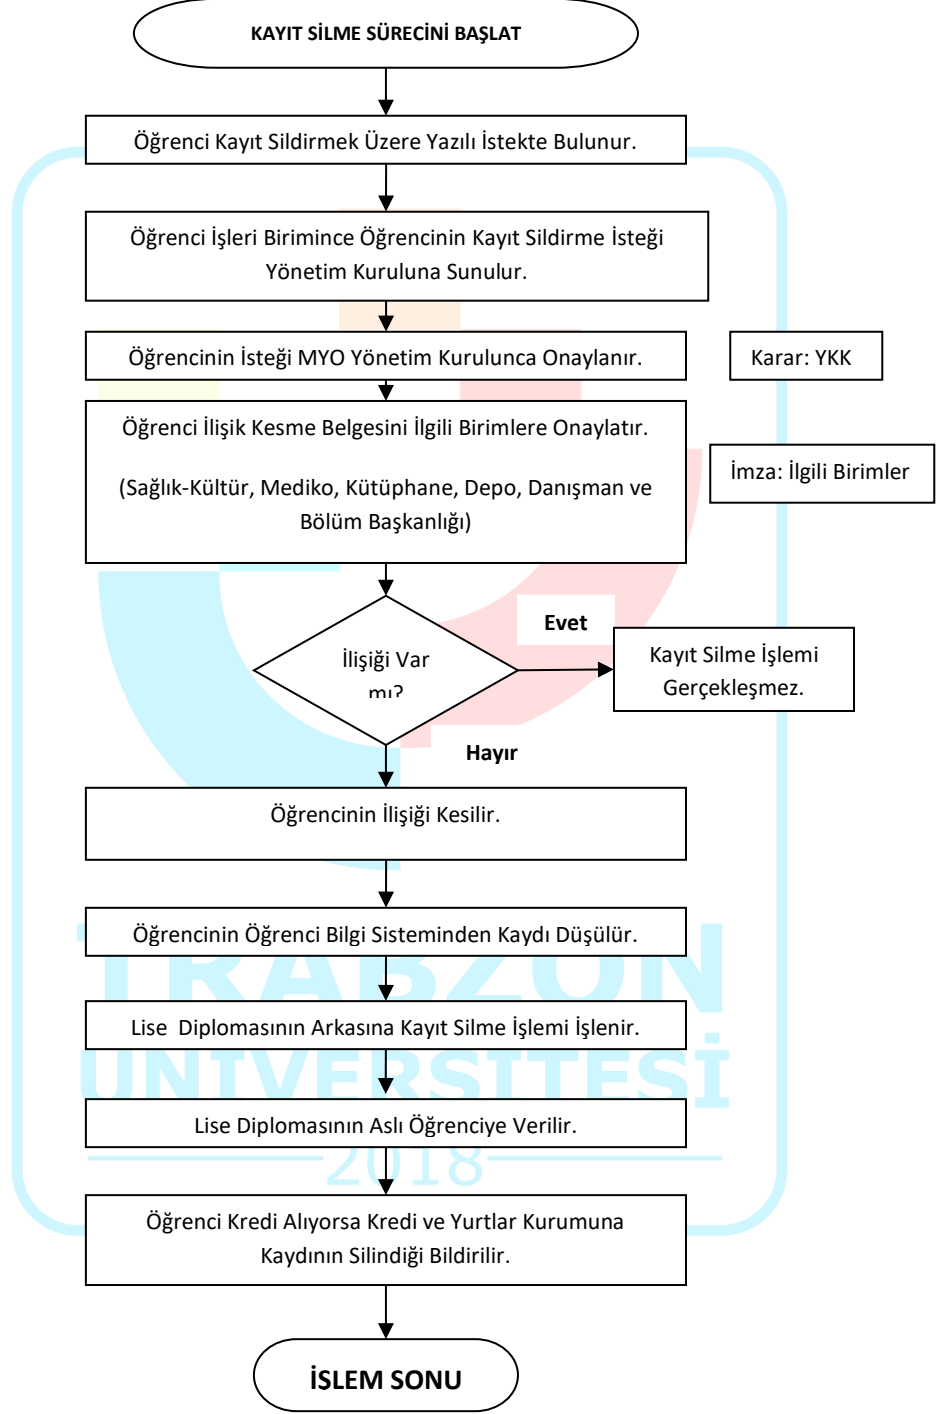 KAYIT SİLME SÜRECİNİ BAŞLAT
Öğrenci Kayıt Sildirmek Üzere Yazılı İstekte Bulunur.
Öğrenci İşleri Birimince Öğrencinin Kayıt Sildirme İsteği
Yönetim Kuruluna Sunulur.
Öğrencinin İsteği MYO Yönetim Kurulunca Onaylanır.
Karar: YKK
Öğrenci İlişik Kesme Belgesini İlgili Birimlere Onaylatır.
(Sağlık-Kültür, Mediko, Kütüphane, Depo, Danışman ve
Bölüm Başkanlığı)
İmza: İlgili Birimler
İlişiği Var
mı?
Evet
Kayıt Silme İşlemi
Gerçekleşmez.
Hayır
Öğrencinin İlişiği Kesilir.
Öğrencinin Öğrenci Bilgi Sisteminden Kaydı Düşülür.
Lise  Diplomasının Arkasına Kayıt Silme İşlemi İşlenir.
Lise Diplomasının Aslı Öğrenciye Verilir.
Öğrenci Kredi Alıyorsa Kredi ve Yurtlar Kurumuna
Kaydının Silindiği Bildirilir.
İŞLEM SONU
TRABZON
ÜNİVERSİTESİ
2018